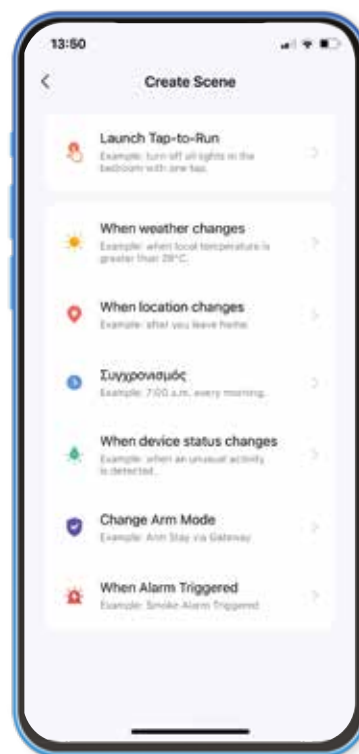 13:50
Create Scene
Launch Tap-to-Run
Example: turn off all lights in the
bedroom with one tap.
When weather changes
Example: when local temperature is
greater than 28°C.
When location changes
Example: after you leave home.
Συγχρονισμός
Example: 7:00 a.m. every morning.
When device status changes
Example: when an unusual activity
is detected.
Change Arm Mode
Example: Arm Stay via Gateway
When Alarm Triggered
Example: Smoke Alarm Triggered